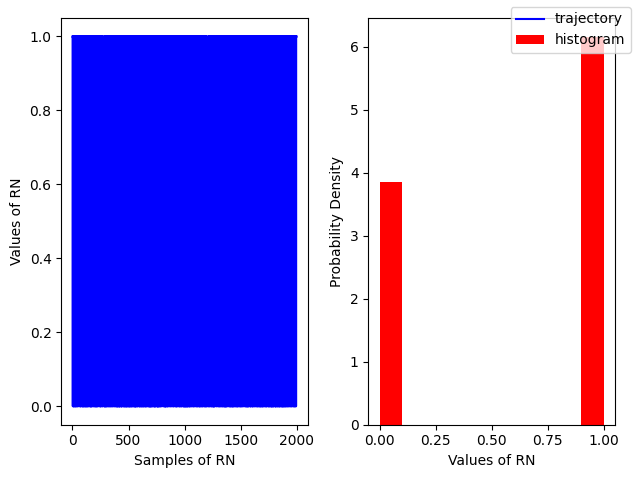 trajectory
histogram
1.0
0.8
0.6
0.4
0.2
0.0
Values of RN
0 500 1000 1500 2000
Samples of RN
6
5
4
3
2
1
0
Probability Density
0.00 0.25 0.50 0.75 1.00
Values of RN